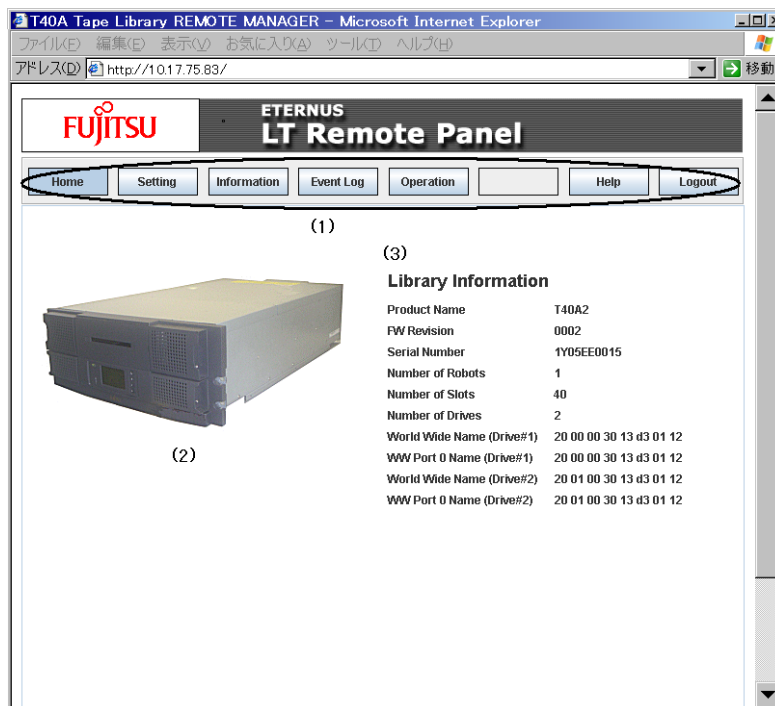 T40A Tape Library REMOTE MANAGER - Microsoft Internet Explorer
ファイル(F) 編集(E) 表示(V) お気に入り(A) ツール(T) ヘルプ(H)
アドレス(D) http://10.17.75.83/ 移動
FUJITSU
ETERNUS
LT Remote Panel
Home Setting Information Event Log Operation Help Logout
(1)
(3)
Library Information
Product Name T40A2
FW Revision 0002
Serial Number 1Y05EE0015
Number of Robots 1
Number of Slots 40
Number of Drives 2
World Wide Name (Drive#1) 20 00 00 30 13 d3 01 12
WW Port 0 Name (Drive#1) 20 00 00 30 13 d3 01 12
World Wide Name (Drive#2) 20 01 00 30 13 d3 01 12
WW Port 0 Name (Drive#2) 20 01 00 30 13 d3 01 12
(2)